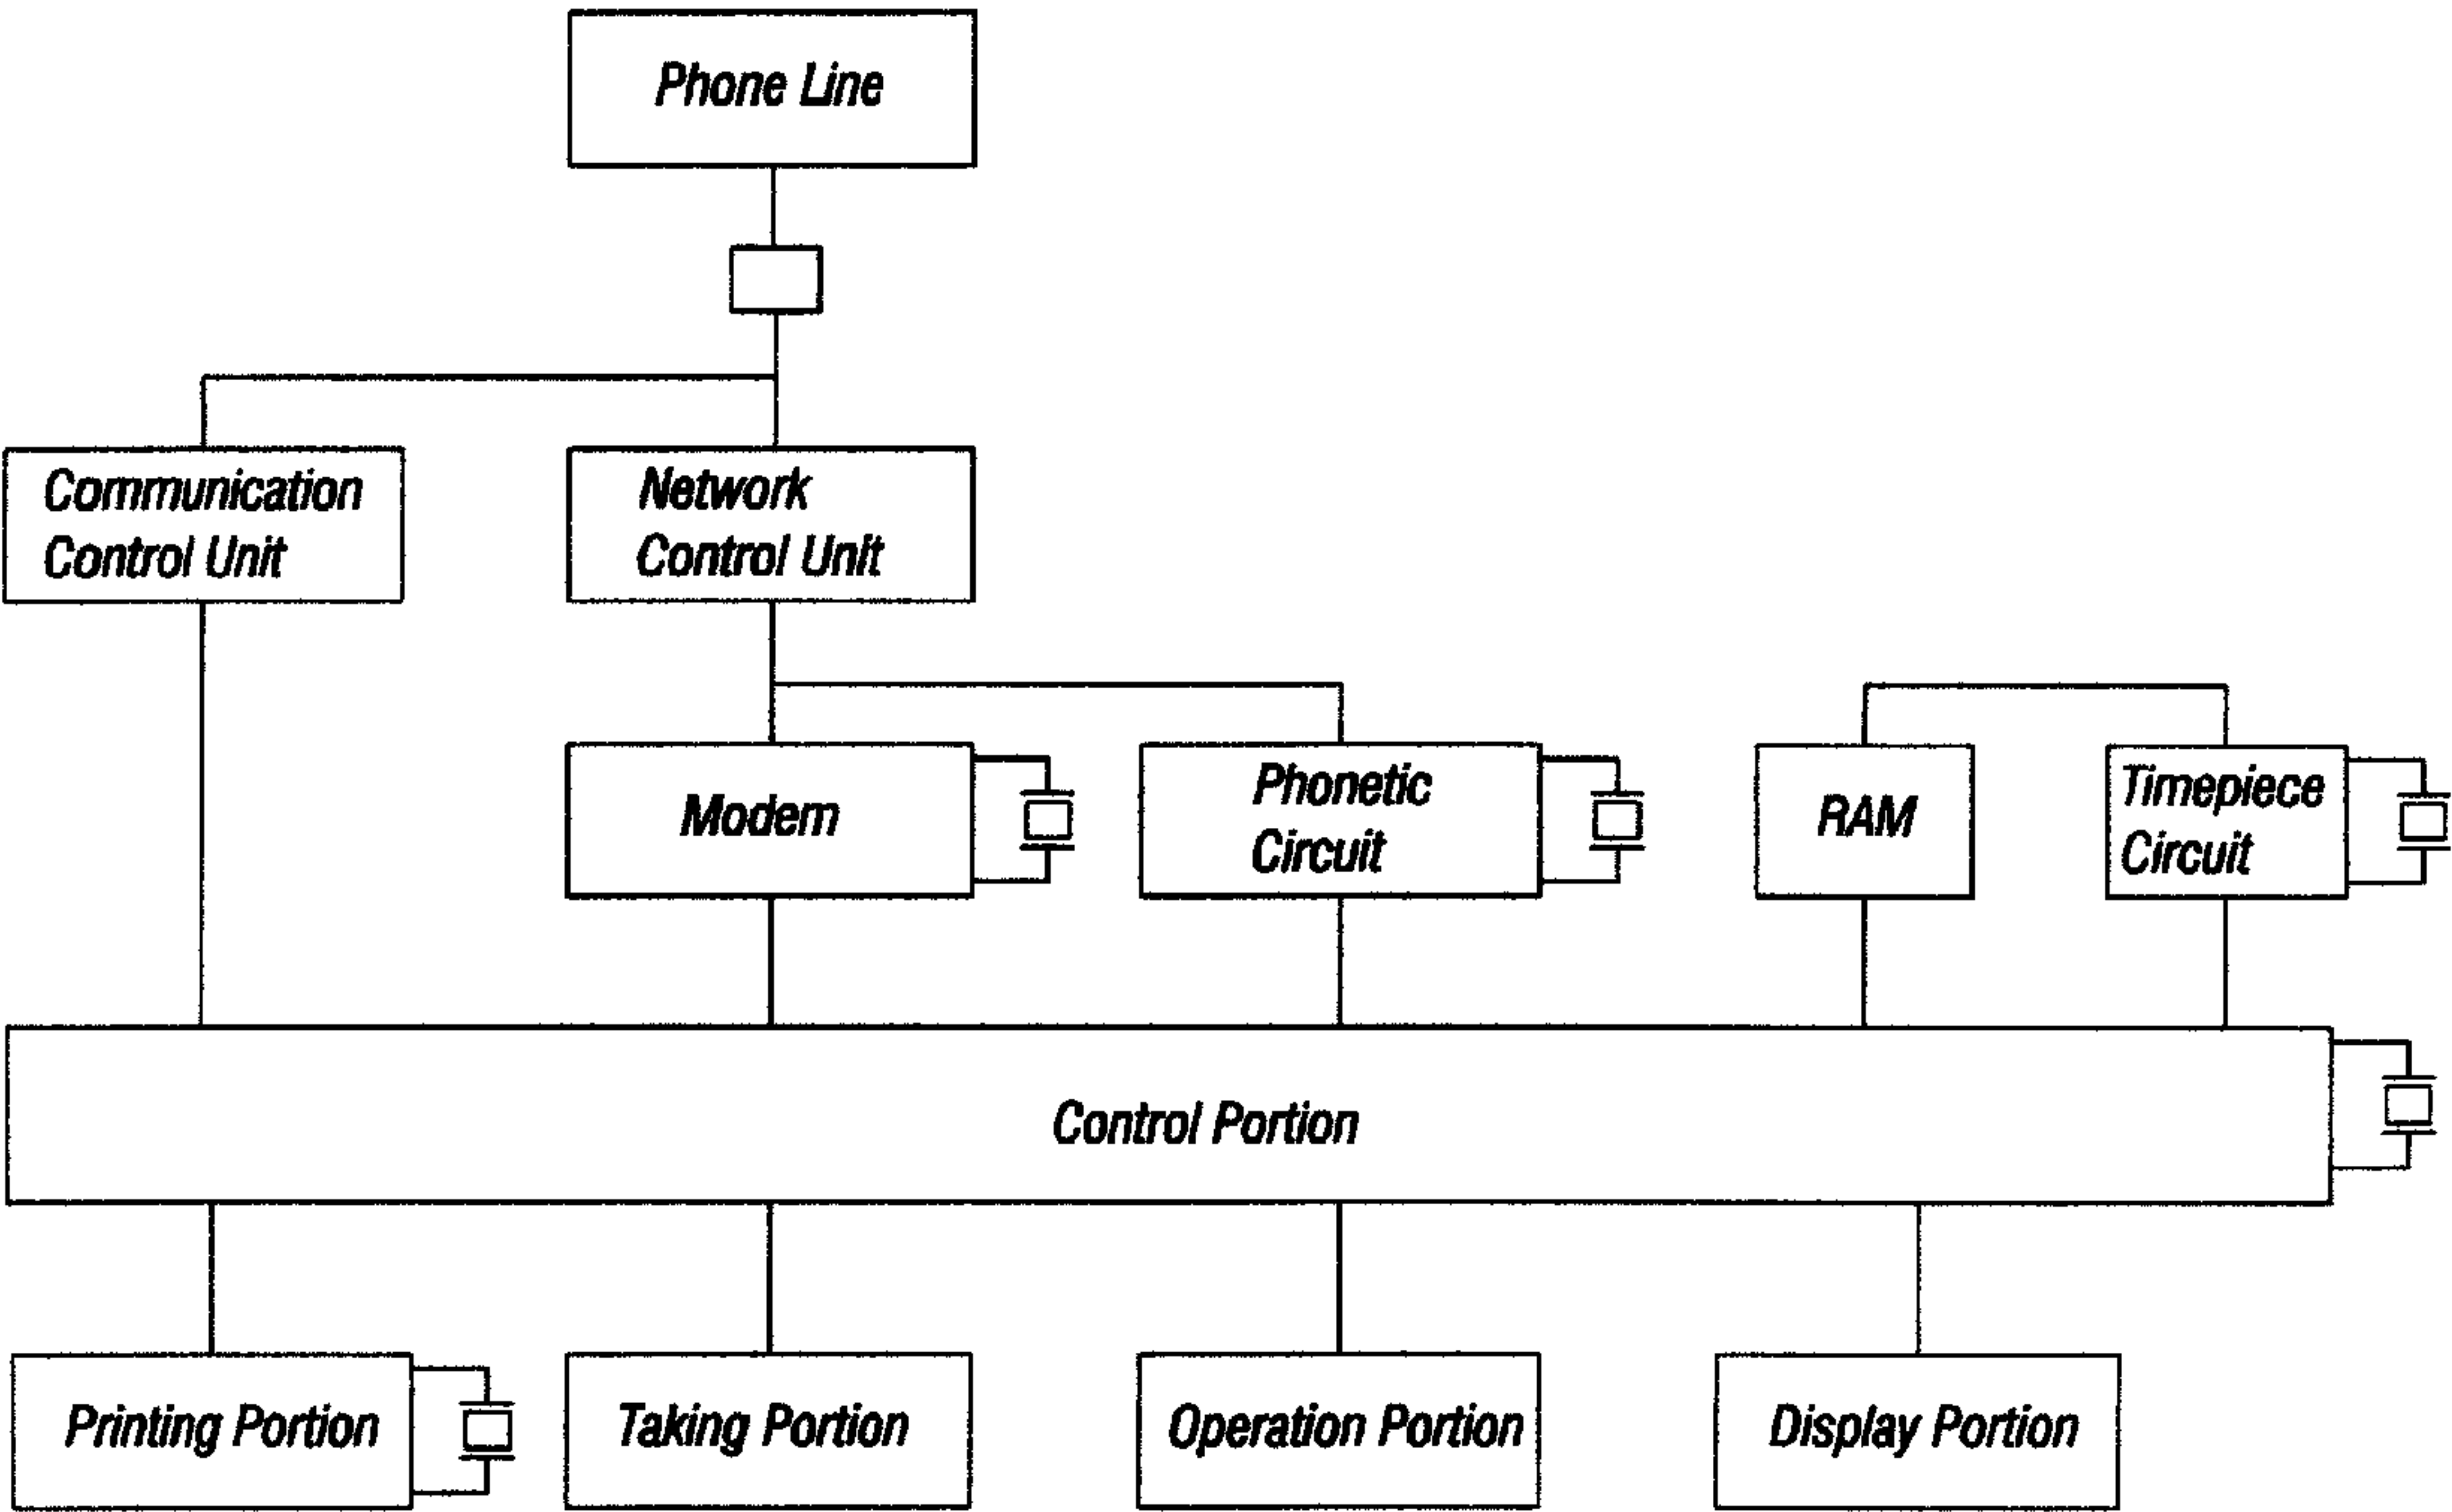 Phone Line
Communication
Control Unit
Network
Control Unit
Modem
Phonetic
Circuit
RAM
Timepiece
Circuit
Control Portion
Printing Portion
Taking Portion
Operation Portion
Display Portion